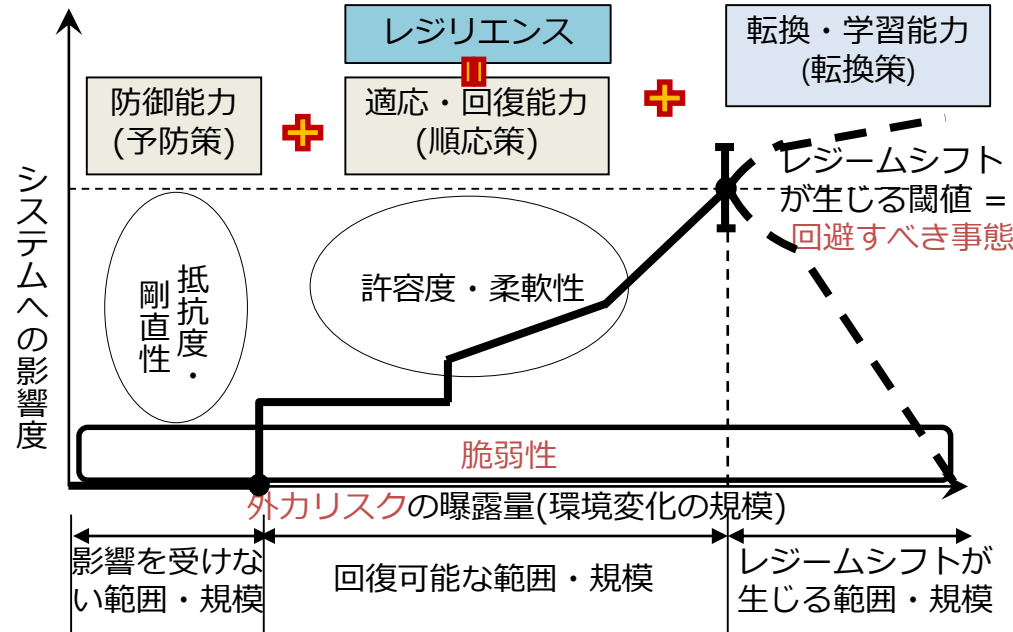 レジリエンス
転換・学習能力
(転換策)
防御能力
(予防策)
適応・回復能力
(順応策)
システムへの影響度
レジームシフト
が生じる閾値 =
回避すべき事態
抵抗度・
剛直性
許容度・柔軟性
脆弱性
外力リスクの曝露量(環境変化の規模)
影響を受けな
い範囲・規模
回復可能な範囲・規模
レジームシフトが
生じる範囲・規模